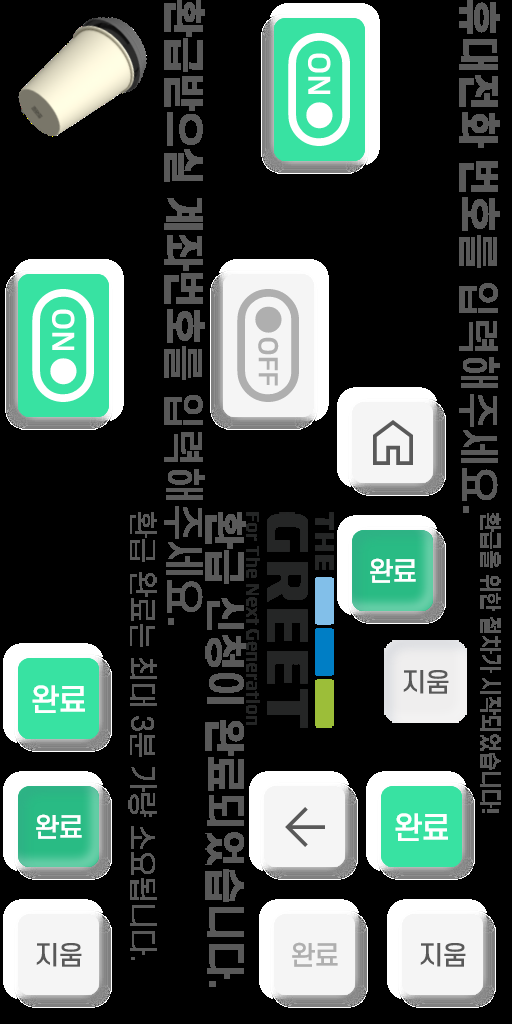 휴대전화 번호를 입력해주세요.
환급받으실 계좌번호를 입력해주세요.
ON
ON
OFF
환급을 위한 절차가 시작되었습니다!
THE
GREET
For The Next Generation
환급 신청이 완료되었습니다.
환급 완료는 최대 3분 가량 소요됩니다.
완료
지움
완료
완료
완료
지움
완료
지움